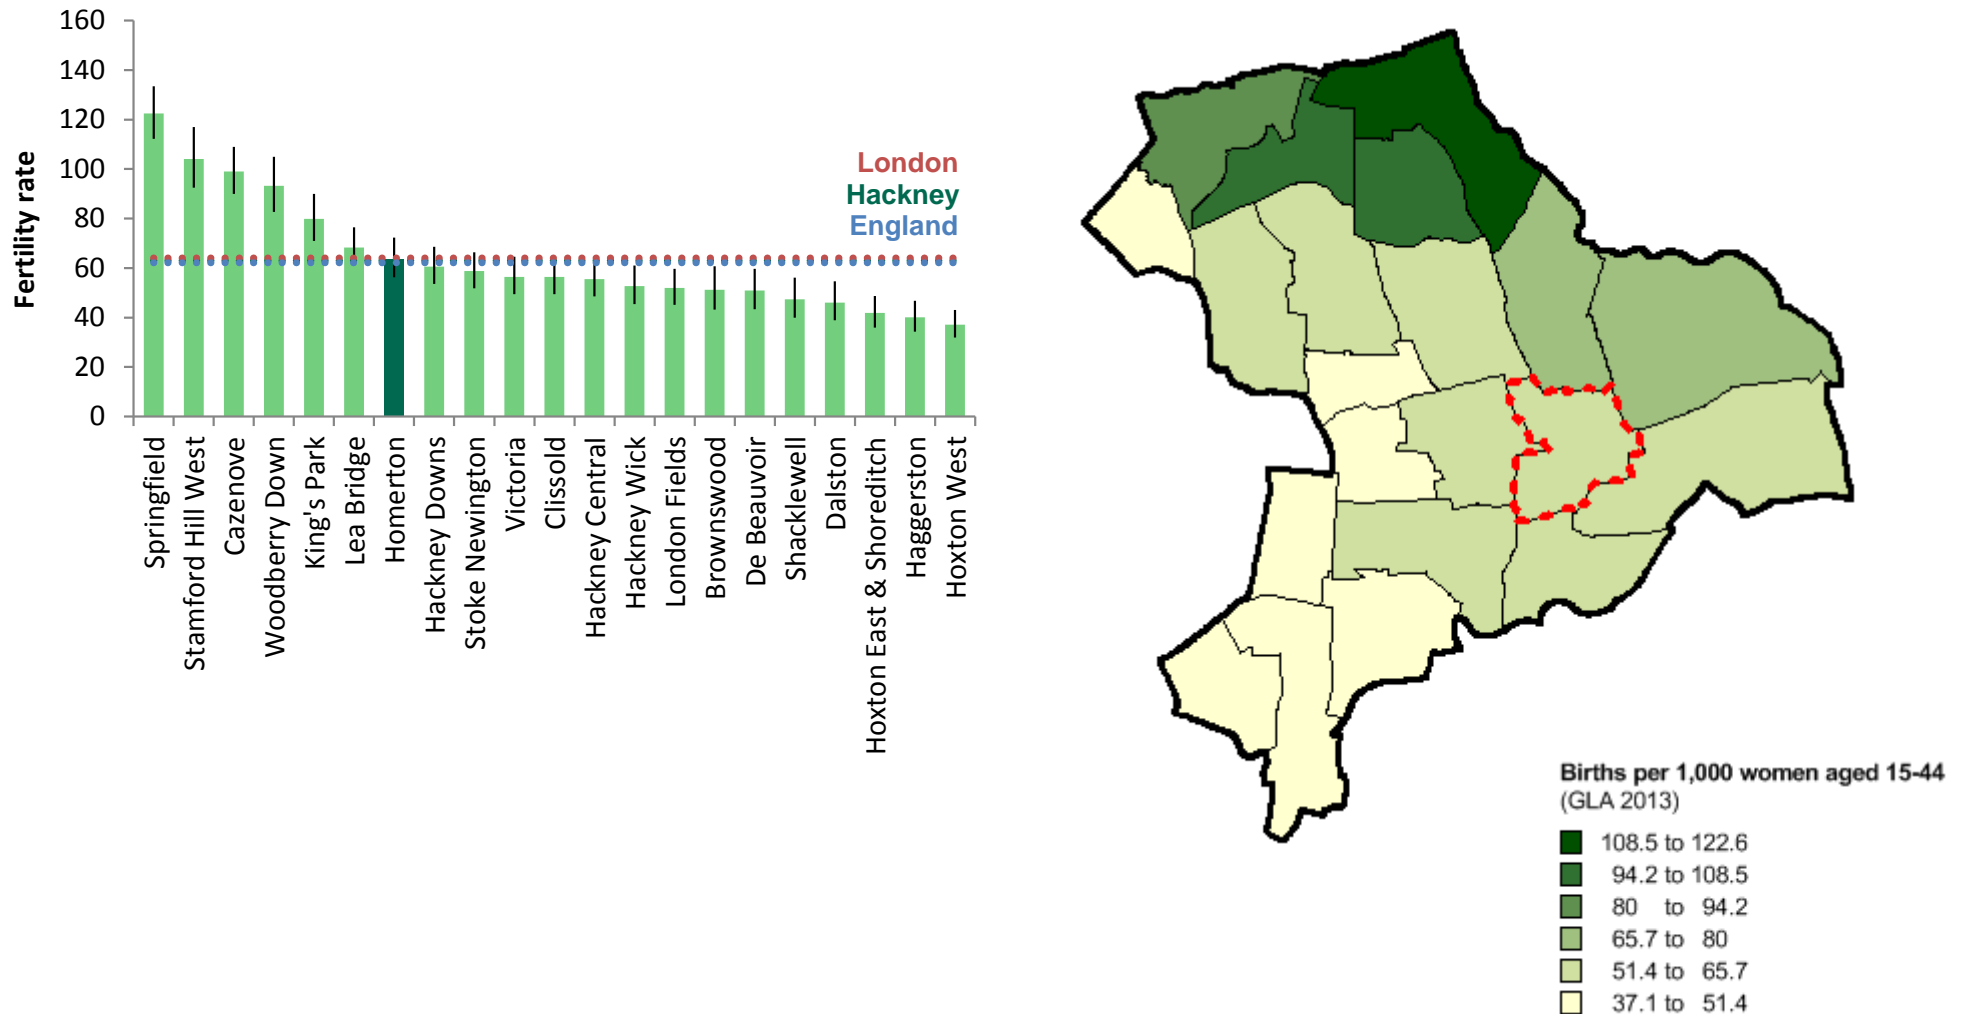 Fertility rate
160
140
120
100
80
60
40
20
0
London
Hackney
England
Springfield
Stamford Hill West
Cazenove
Woodberry Down
King's Park
Lea Bridge
Homerton
Hackney Downs
Stoke Newington
Victoria
Clissold
Hackney Central
Hackney Wick
London Fields
Brownswood
De Beauvoir
Shacklewell
Dalston
Hoxton East & Shoreditch
Haggerston
Hoxton West
Births per 1,000 women aged 15-44
(GLA 2013)
108.5 to 122.6
94.2 to 108.5
80 to 94.2
65.7 to 80
51.4 to 65.7
37.1 to 51.4